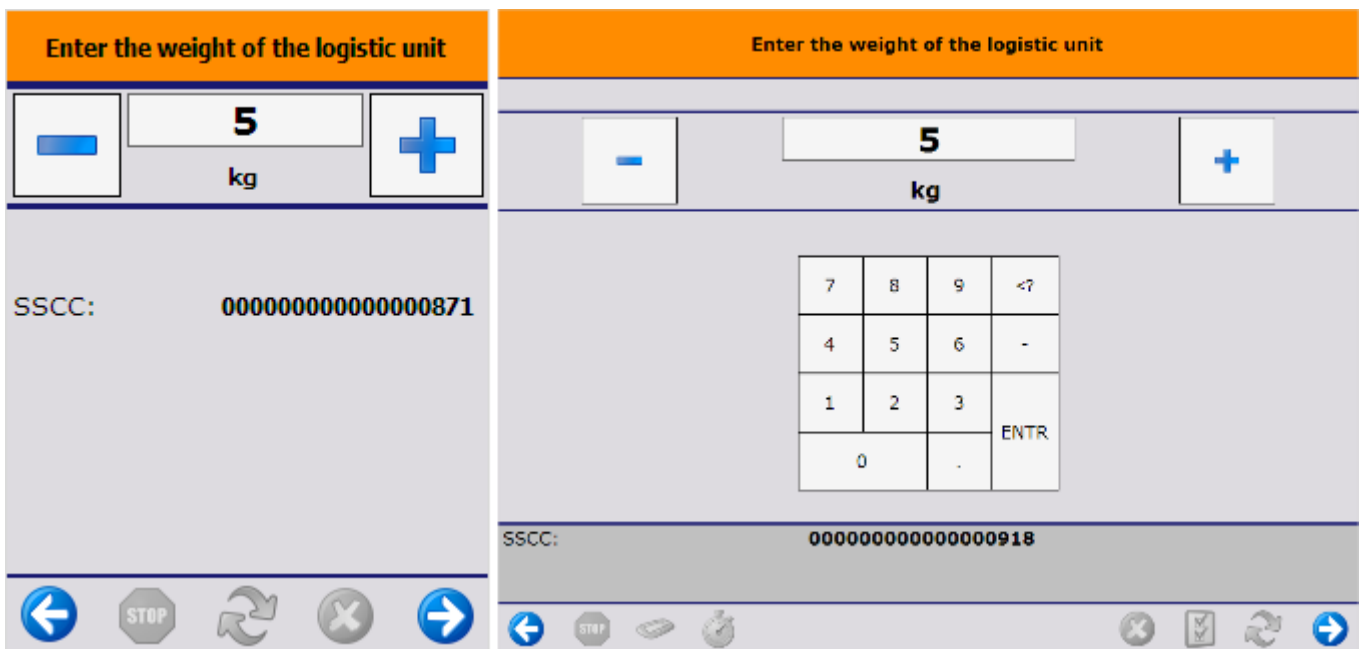 Enter the weight of the logistic unit
5
kg
SSCC: 000000000000000871
STOP
Enter the weight of the logistic unit
5
kg
7 8 9 <?
4 5 6 -
1 2 3
ENTR
0 .
SSCC: 000000000000000918
STOP